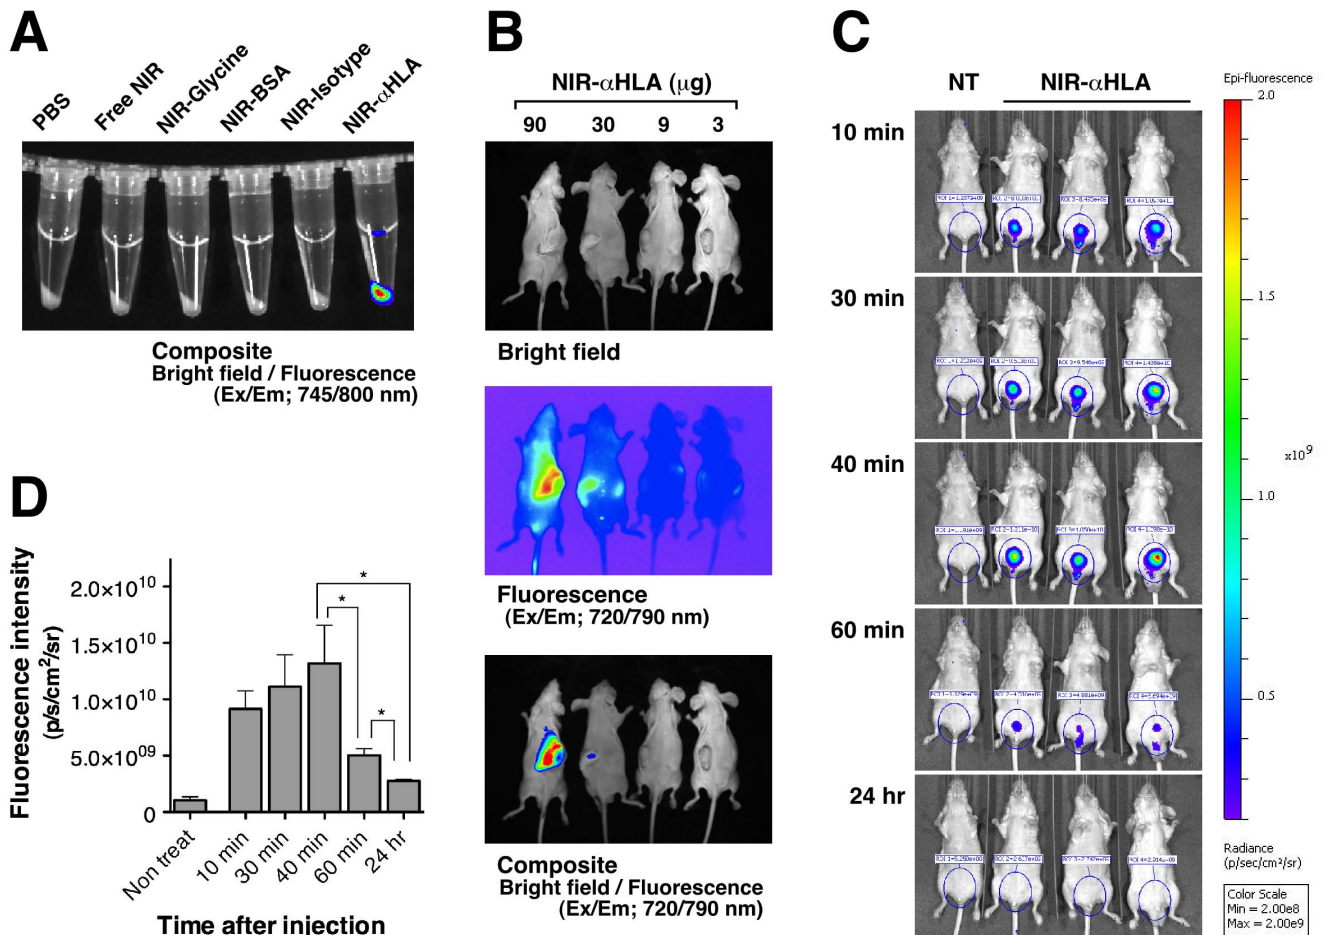 A
PBS
Free NIR
NIR-Glycine
NIR-BSA
NIR-Isotype
NIR-αHLA
Composite
Bright field / Fluorescence
(Ex/Em; 745/800 nm)
B
NIR-αHLA (μg)
90 30 9 3
Bright field
Fluorescence
(Ex/Em; 720/790 nm)
Composite
Bright field / Fluorescence
(Ex/Em; 720/790 nm)
C
NT NIR-αHLA
10 min
30 min
40 min
60 min
24 hr
Epi-fluorescence
2.0
1.5
x10⁹
1.0
0.5
Radiance
(p/sec/cm²/sr)
Color Scale
Min = 2.00e8
Max = 2.00e9
D
Fluorescence intensity
(p/s/cm²/sr)
2.0×10¹⁰
1.5×10¹⁰
1.0×10¹⁰
5.0×10⁰⁹
0
*
*
*
Non treat
10 min
30 min
40 min
60 min
24 hr
Time after injection